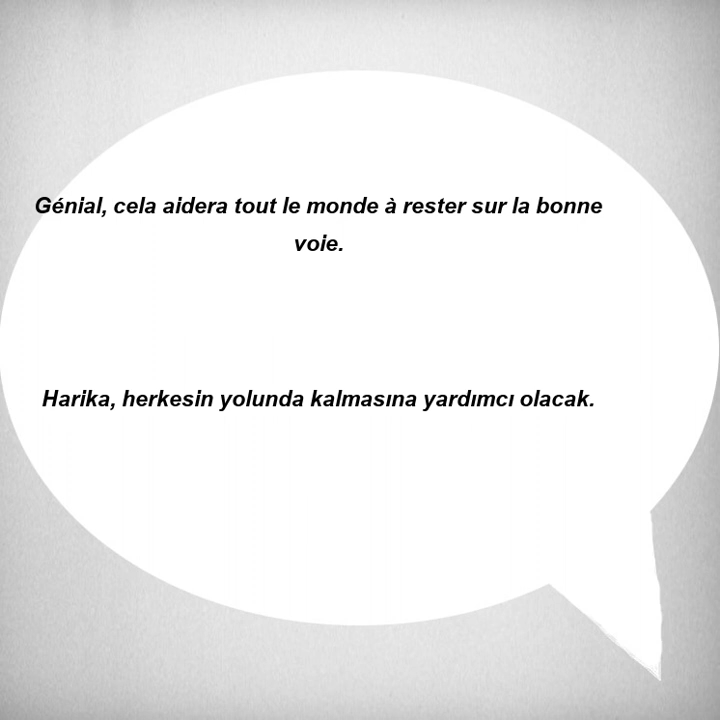 Génial, cela aidera tout le monde à rester sur la bonne
voie.
Harika, herkesin yolunda kalmasına yardımcı olacak.